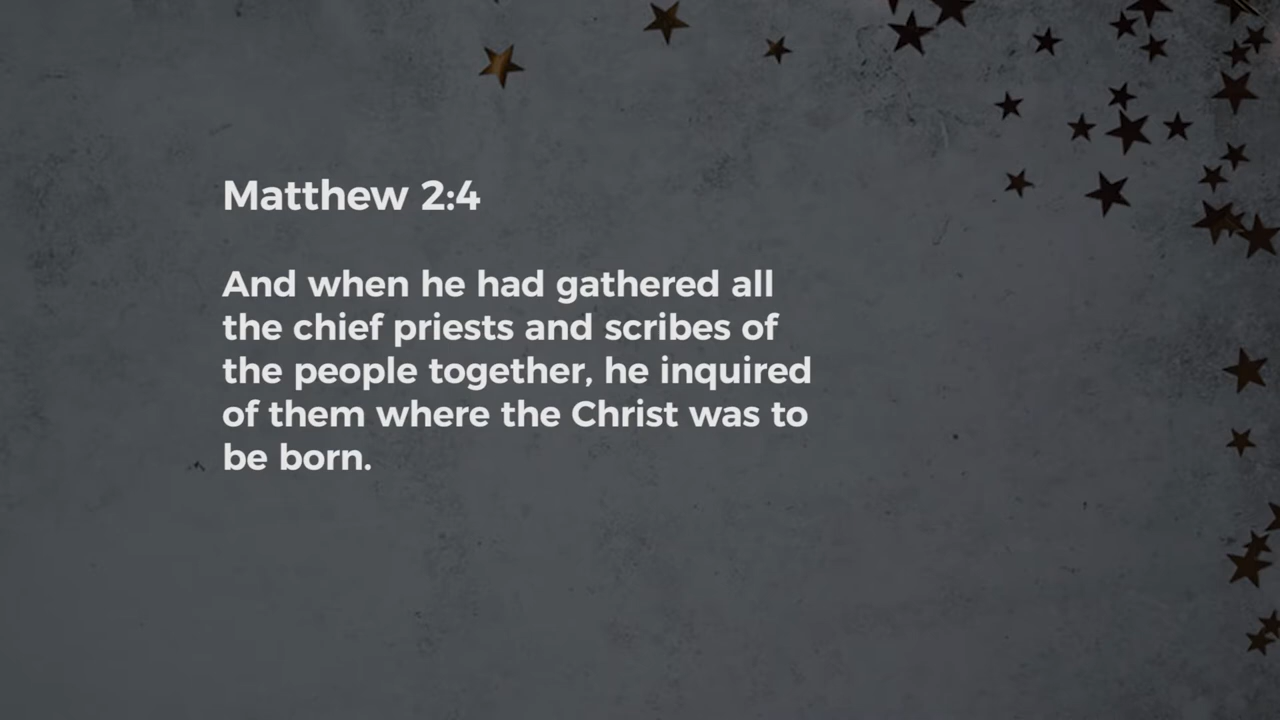 Matthew 2:4
And when he had gathered all
the chief priests and scribes of
the people together, he inquired
of them where the Christ was to
be born.